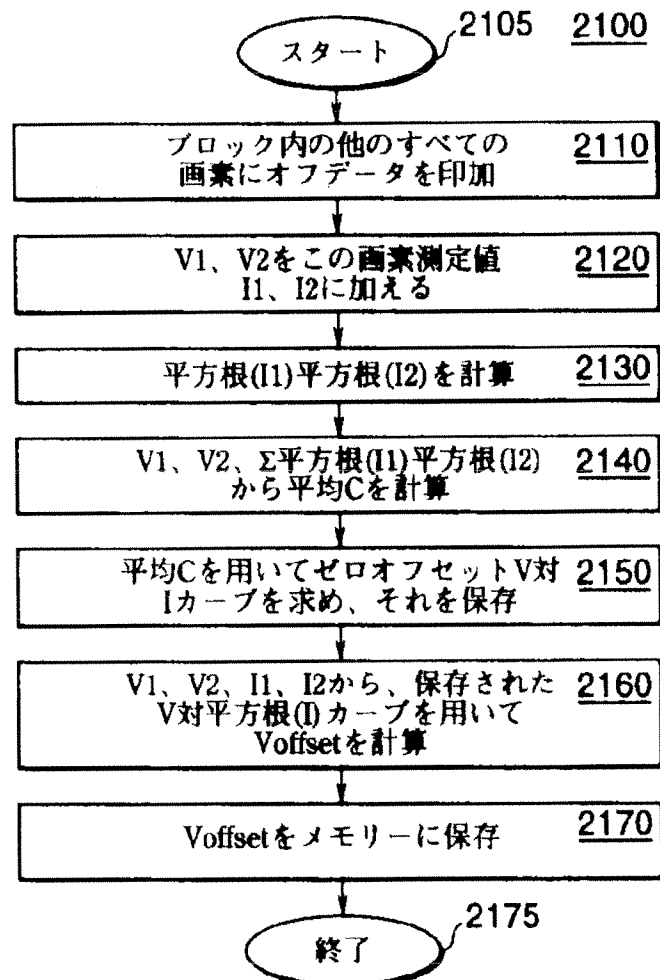 2100
スタート 2105
ブロック内の他のすべての 2110
画素にオフデータを印加
V1、V2をこの画素測定値 2120
I1、I2に加える
平方根(I1)平方根(I2)を計算 2130
V1、V2、Σ平方根(I1)平方根(I2) 2140
から平均Cを計算
平均Cを用いてゼロオフセットV対 2150
Iカーブを求め、それを保存
V1、V2、I1、I2から、保存された 2160
V対平方根(I)カーブを用いて
Voffsetを計算
Voffsetをメモリーに保存 2170
終了 2175